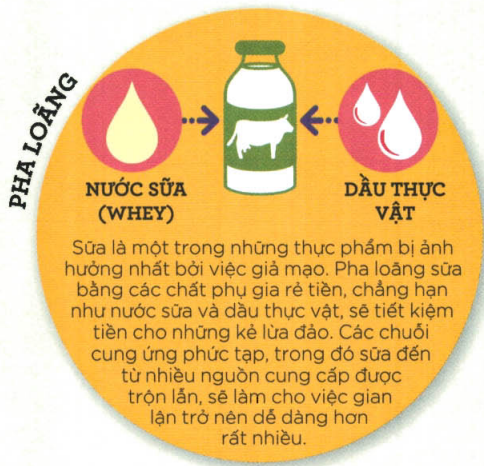 PHA LOÃNG
NƯỚC SỮA
(WHEY)
DẦU THỰC
VẬT
Sữa là một trong những thực phẩm bị ảnh
hưởng nhất bởi việc giả mạo. Pha loãng sữa
bằng các chất phụ gia rẻ tiền, chẳng hạn
như nước sữa và dầu thực vật, sẽ tiết kiệm
tiền cho những kẻ lừa đảo. Các chuỗi
cung ứng phức tạp, trong đó sữa đến
từ nhiều nguồn cung cấp được
trộn lẫn, sẽ làm cho việc gian
lận trở nên dễ dàng hơn
rất nhiều.